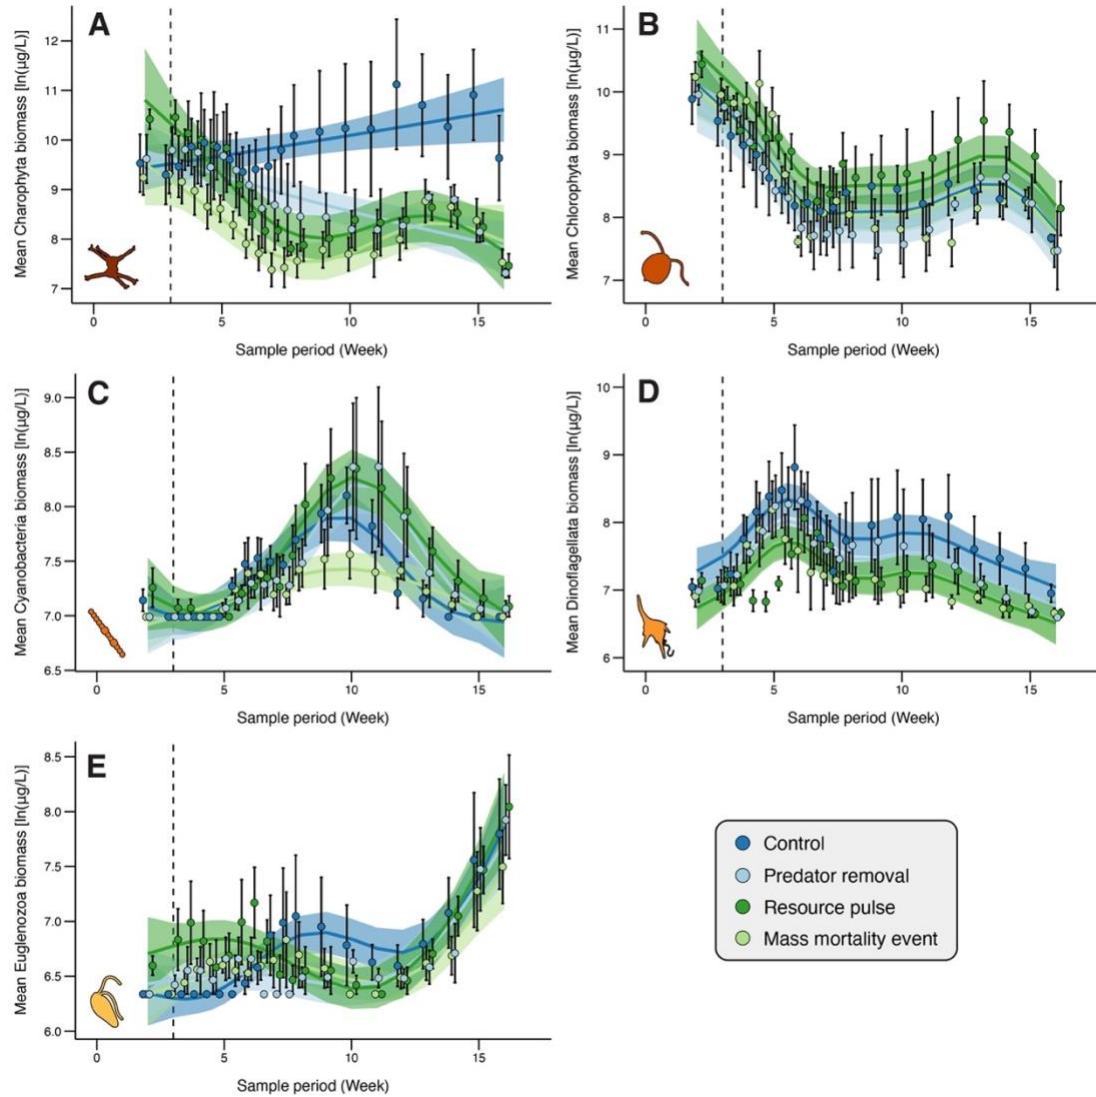 A
Mean Charophyta biomass [ln(µg/L)]
12
11
10
9
8
7
0
5
10
15
Sample period (Week)
B
Mean Chlorophyta biomass [ln(µg/L)]
11
10
9
8
7
0
5
10
15
Sample period (Week)
C
Mean Cyanobacteria biomass [ln(µg/L)]
9.0
8.5
8.0
7.5
7.0
6.5
0
5
10
15
Sample period (Week)
D
Mean Dinoflagellata biomass [ln(µg/L)]
10
9
8
7
6
0
5
10
15
Sample period (Week)
E
Mean Euglenozoa biomass [ln(µg/L)]
8.5
8.0
7.5
7.0
6.5
6.0
0
5
10
15
Sample period (Week)
Control
Predator removal
Resource pulse
Mass mortality event